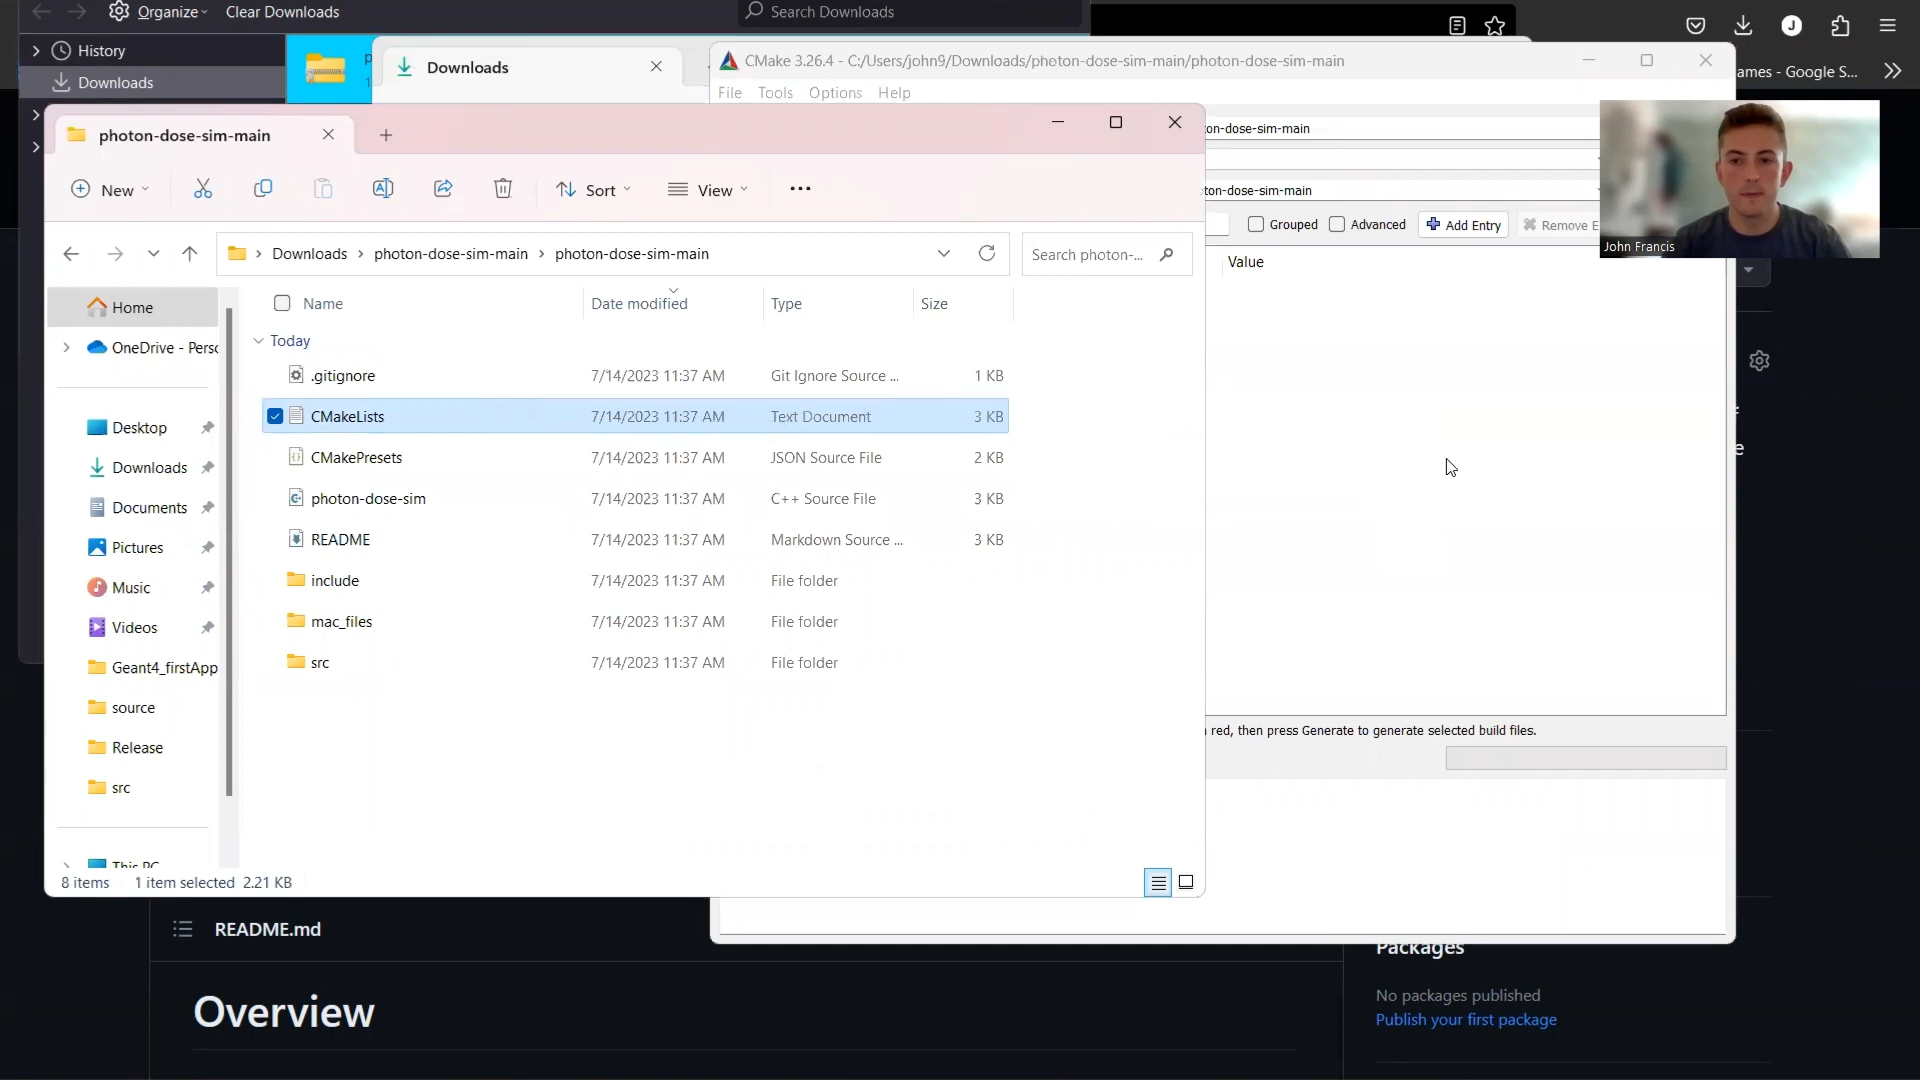 Organize
Clear Downloads
Search Downloads
History
Downloads
Downloads
CMake 3.26.4 - C:/Users/john9/Downloads/photon-dose-sim-main/photon-dose-sim-main
ames - Google S...
File Tools Options Help
photon-dose-sim-main
on-dose-sim-main
New
Sort
View
ton-dose-sim-main
Grouped
Advanced
Add Entry
Remove E
John Francis
Downloads > photon-dose-sim-main > photon-dose-sim-main
Search photon-...
Value
Home
Name Date modified Type Size
OneDrive - Perso
Today
.gitignore 7/14/2023 11:37 AM Git Ignore Source ... 1 KB
CMakeLists 7/14/2023 11:37 AM Text Document 3 KB
Desktop
CMakePresets 7/14/2023 11:37 AM JSON Source File 2 KB
Downloads
photon-dose-sim 7/14/2023 11:37 AM C++ Source File 3 KB
Documents
README 7/14/2023 11:37 AM Markdown Source ... 3 KB
Pictures
include 7/14/2023 11:37 AM File folder
Music
mac_files 7/14/2023 11:37 AM File folder
Videos
src 7/14/2023 11:37 AM File folder
Geant4_firstApp
source
Release
src
red, then press Generate to generate selected build files.
This PC
8 items 1 item selected 2.21 KB
README.md
Packages
Overview
No packages published
Publish your first package